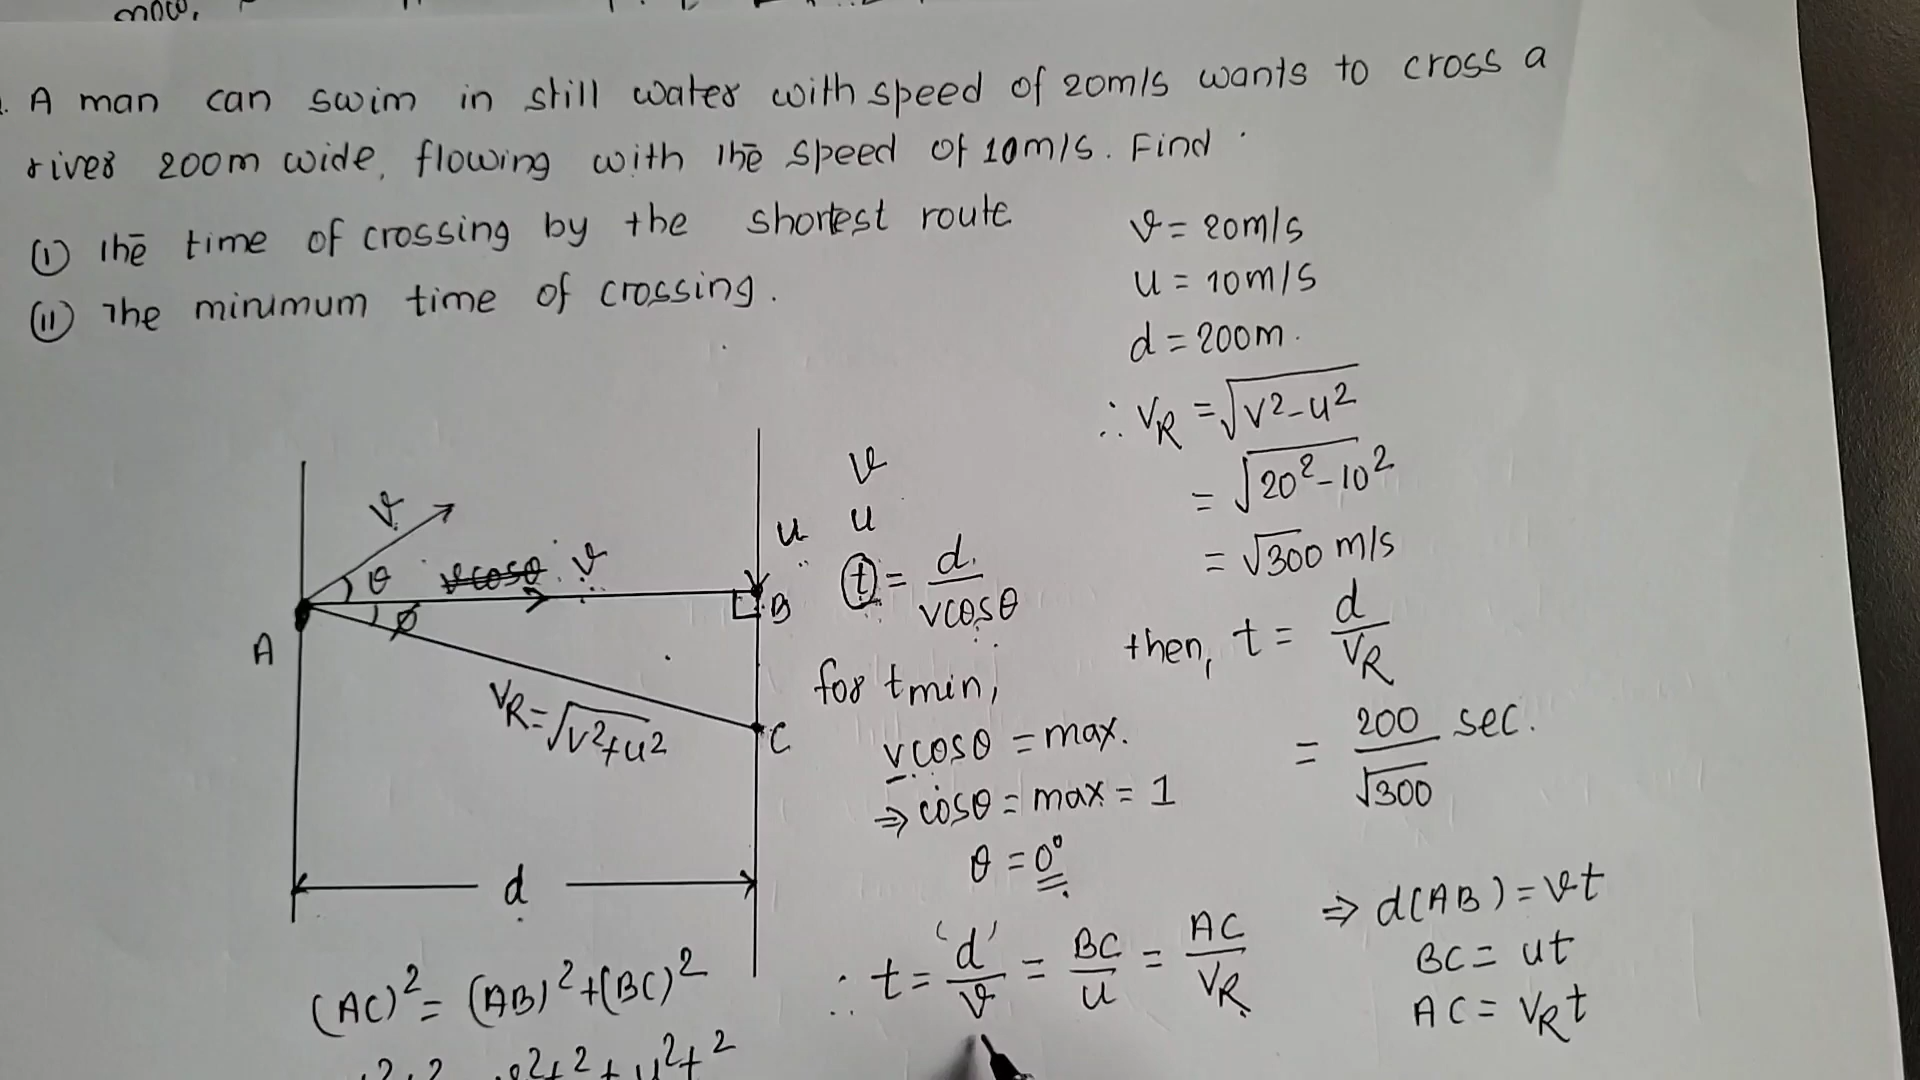 now.
. A man can swim in still water with speed of 20m/s wants to cross a
river 200m wide, flowing with the speed of 10m/s. Find
(i) The time of crossing by the shortest route
(ii) The minimum time of crossing.
v = 20m/s
u = 10m/s
d = 200m.
∴ VR = √v²-u²
= √20²-10²
= √300 m/s
then, t = d/VR
= 200/√300 sec.
v
u
t = d/vcosθ
for tmin,
vcosθ = max.
⇒ cosθ = max = 1
θ = 0°
v
θ
vcosθ v
u
A
B
ø
VR = √v²+u²
C
d
∴ t = 'd'/v = BC/u = AC/VR
⇒ d(AB) = vt
BC = ut
AC = VRt
(AC)² = (AB)²+(BC)²
u²t²